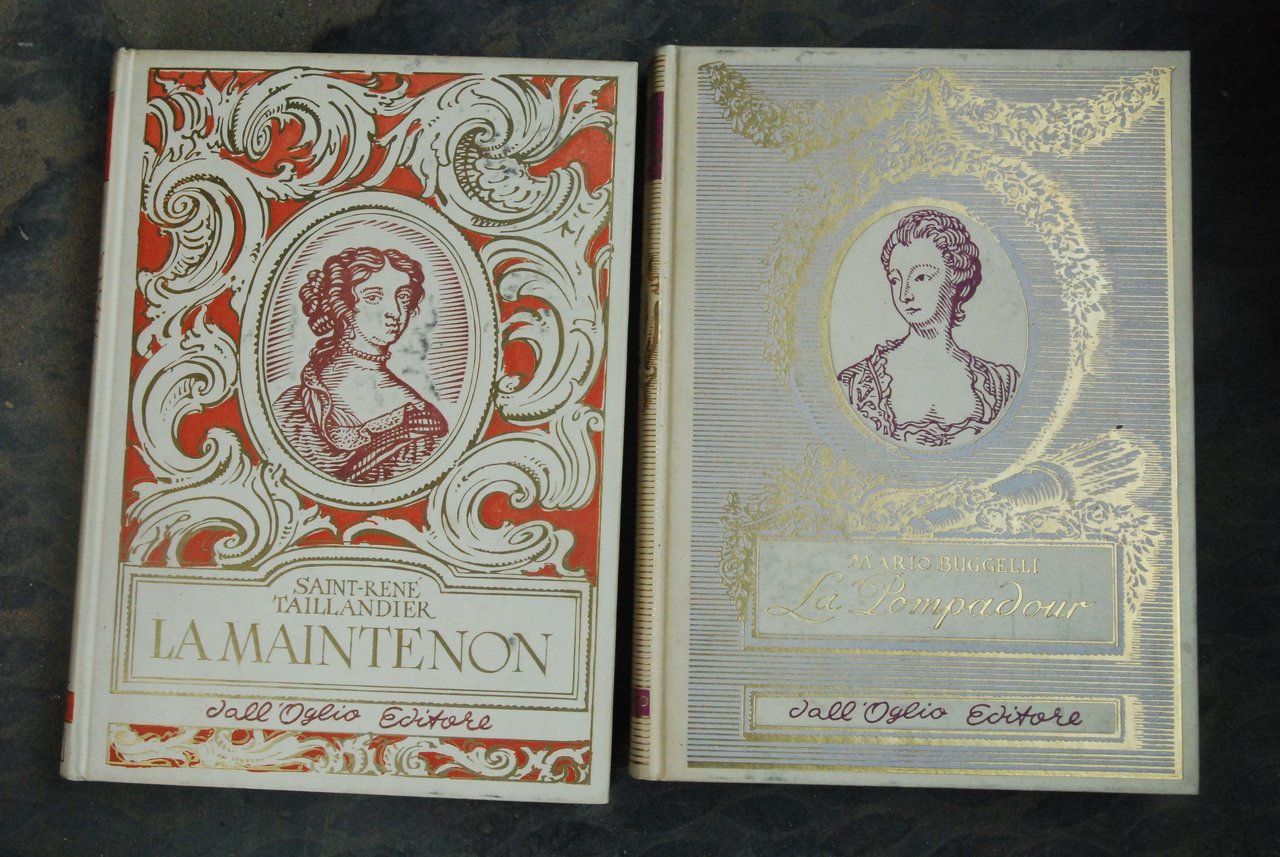 SAINT-RENÉ
TAILLANDIER
LA MAINTENON
dall'Oglio Editore
MARIO BUGGELLI
La Pompadour
dall'Oglio Editore